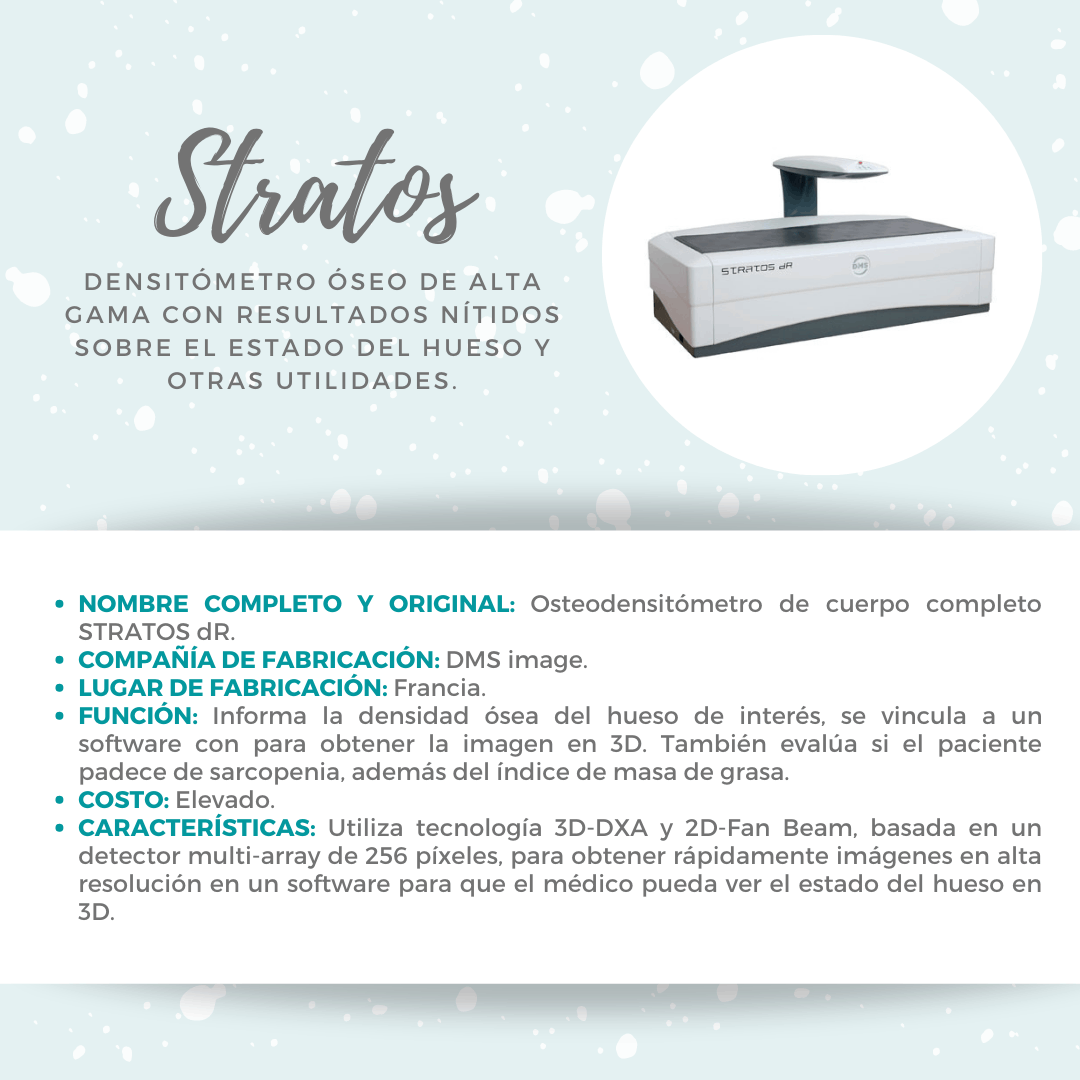 Stratos
DENSITÓMETRO ÓSEO DE ALTA
GAMA CON RESULTADOS NÍTIDOS
SOBRE EL ESTADO DEL HUESO Y
OTRAS UTILIDADES.
STRATOS dR
DMS
• NOMBRE COMPLETO Y ORIGINAL: Osteodensitómetro de cuerpo completo
STRATOS dR.
• COMPAÑÍA DE FABRICACIÓN: DMS image.
• LUGAR DE FABRICACIÓN: Francia.
• FUNCIÓN: Informa la densidad ósea del hueso de interés, se vincula a un
software con para obtener la imagen en 3D. También evalúa si el paciente
padece de sarcopenia, además del índice de masa de grasa.
• COSTO: Elevado.
• CARACTERÍSTICAS: Utiliza tecnología 3D-DXA y 2D-Fan Beam, basada en un
detector multi-array de 256 píxeles, para obtener rápidamente imágenes en alta
resolución en un software para que el médico pueda ver el estado del hueso en
3D.